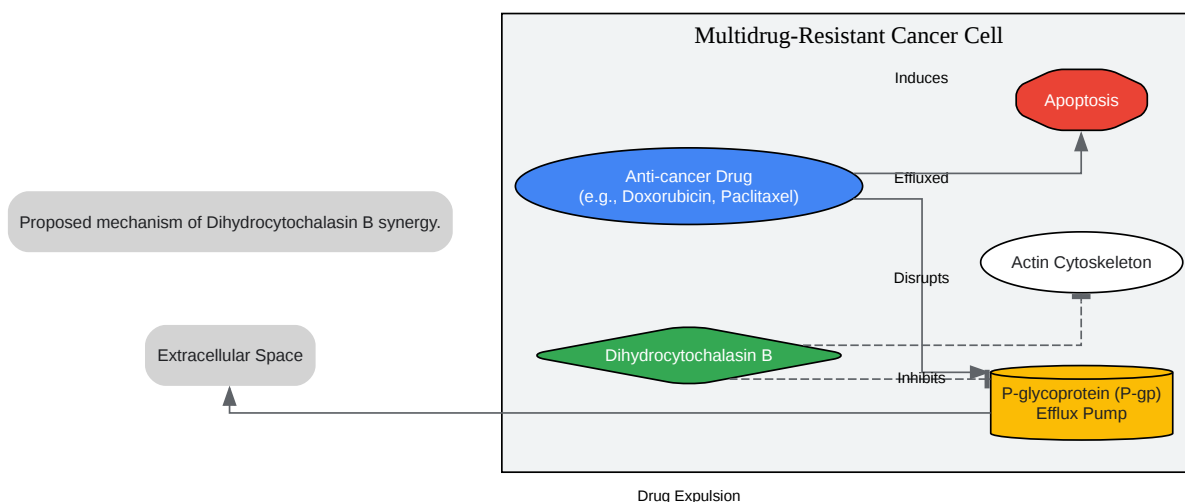 Multidrug-Resistant Cancer Cell
Induces
Apoptosis
Anti-cancer Drug
(e.g., Doxorubicin, Paclitaxel)
Effluxed
Proposed mechanism of Dihydrocytochalasin B synergy.
Actin Cytoskeleton
Disrupts
Extracellular Space
Dihydrocytochalasin B
Inhibits
P-glycoprotein (P-gp)
Efflux Pump
Drug Expulsion